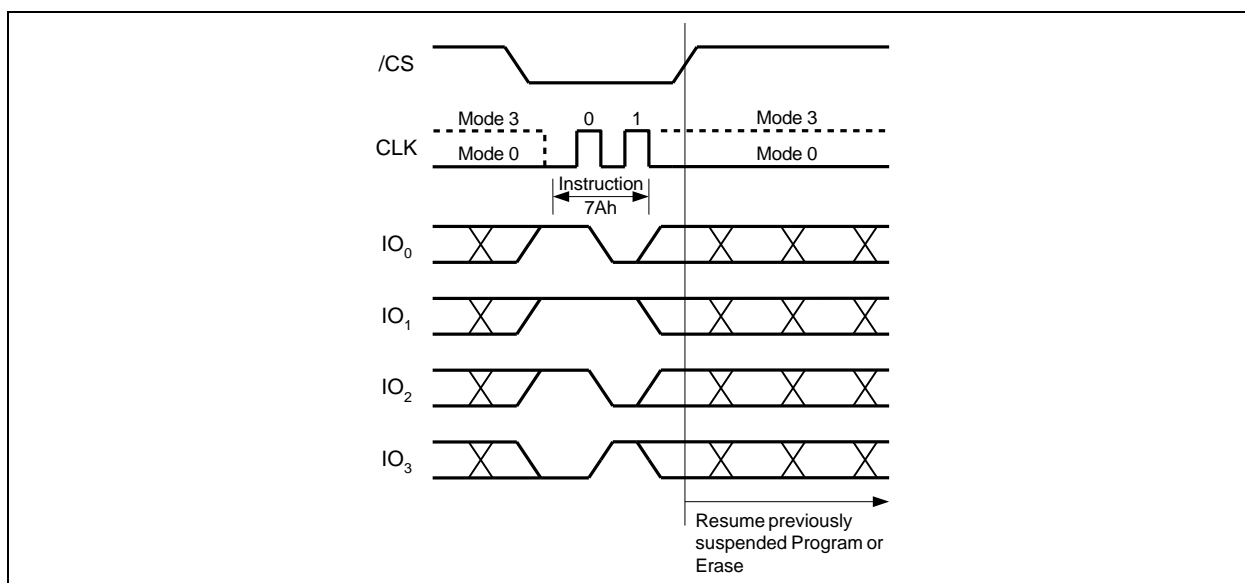 /CS
Mode 3
0
1
Mode 3
CLK
Mode 0
Mode 0
Instruction
7Ah
IO0
IO1
IO2
IO3
Resume previously
suspended Program or
Erase